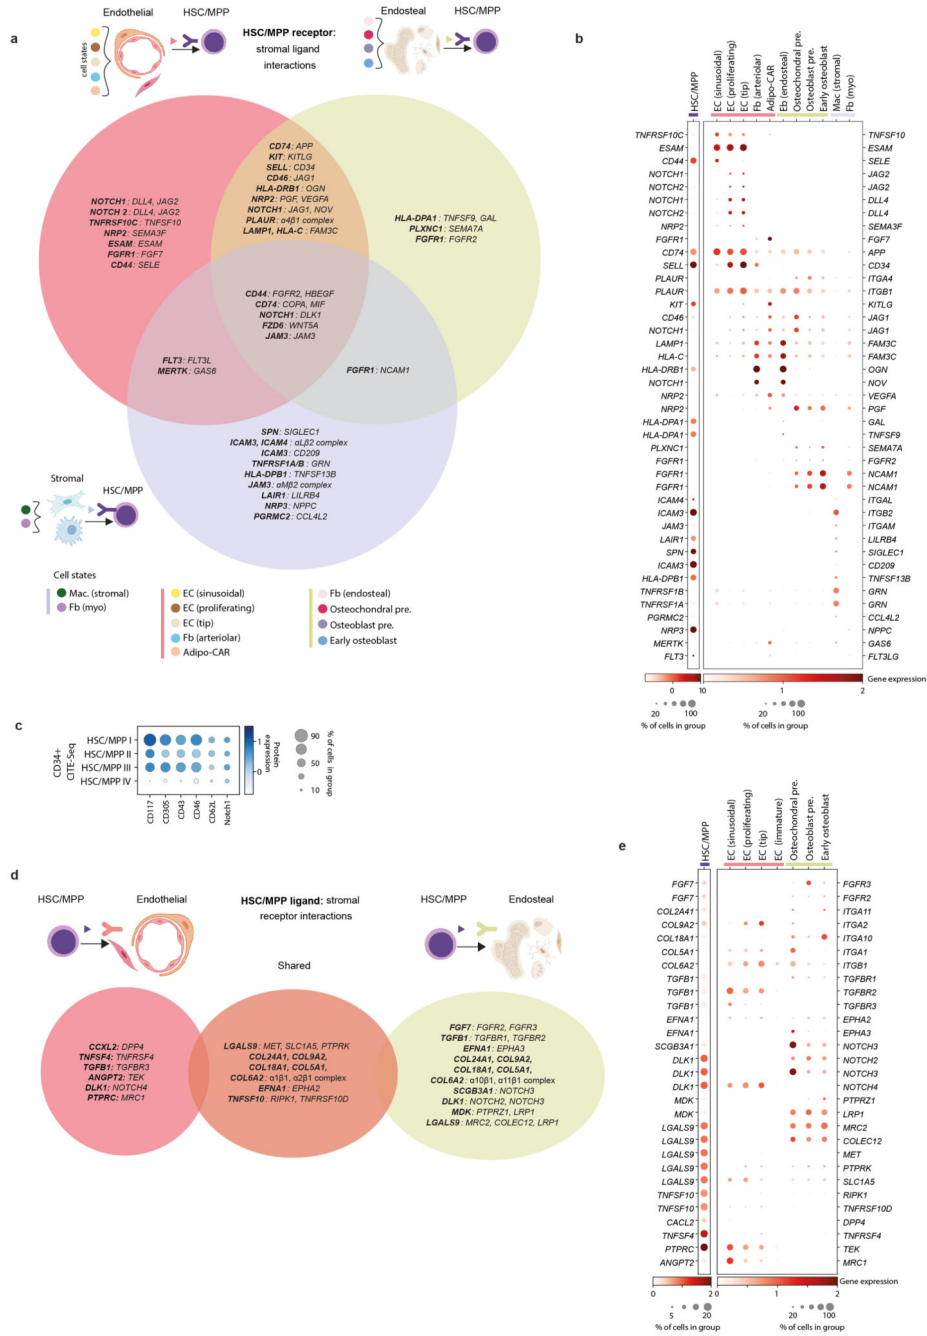 a
Endothelial
HSC/MPP
cell states
HSC/MPP receptor:
stromal ligand
interactions
Endosteal
HSC/MPP
cell states
NOTCH1: DLL4, JAG2
NOTCH 2: DLL4, JAG2
TNFRSF10C: TNFSF10
NRP2: SEMA3F
ESAM: ESAM
FGFR1: FGF7
CD44: SELE
CD74: APP
KIT: KITLG
SELL: CD34
CD46: JAG1
HLA-DRB1: OGN
NRP2: PGF, VEGFA
NOTCH1: JAG1, NOV
PLAUR: α4β1 complex
LAMP1, HLA-C: FAM3C
HLA-DPA1: TNFSF9, GAL
PLXNC1: SEMA7A
FGFR1: FGFR2
CD44: FGFR2, HBEGF
CD74: COPA, MIF
NOTCH1: DLK1
FZD6: WNT5A
JAM3: JAM3
FLT3: FLT3L
MERTK: GAS6
FGFR1: NCAM1
SPN: SIGLEC1
ICAM3, ICAM4: αLβ2 complex
ICAM3: CD209
TNFRSF1A/B: GRN
HLA-DPB1: TNFSF13B
JAM3: αMβ2 complex
LAIR1: LILRB4
NRP3: NPPC
PGRMC2: CCL4L2
Stromal
HSC/MPP
Cell states
Mac. (stromal)
Fb (myo)
EC (sinusoidal)
EC (proliferating)
EC (tip)
Fb (arteriolar)
Adipo-CAR
Fb (endosteal)
Osteochondral pre.
Osteoblast pre.
Early osteoblast
b
HSC/MPP
EC (sinusoidal)
EC (proliferating)
EC (tip)
Fb (arteriolar)
Adipo-CAR
Eb (endosteal)
Osteochondral pre.
Osteoblast pre.
Early osteoblast
Mac (stromal)
Fb (myo)
TNFRSF10C TNFSF10
ESAM ESAM
CD44 SELE
NOTCH1 JAG2
NOTCH2 JAG2
NOTCH1 DLL4
NOTCH2 DLL4
NRP2 SEMA3F
FGFR1 FGF7
CD74 APP
SELL CD34
PLAUR ITGA4
PLAUR ITGB1
KIT KITLG
CD46 JAG1
NOTCH1 JAG1
LAMP1 FAM3C
HLA-C FAM3C
HLA-DRB1 OGN
NOTCH1 NOV
NRP2 VEGFA
NRP2 PGF
HLA-DPA1 GAL
HLA-DPA1 TNFSF9
PLXNC1 SEMA7A
FGFR1 FGFR2
FGFR1 NCAM1
FGFR1 NCAM1
ICAM4 ITGAL
ICAM3 ITGB2
JAM3 ITGAM
LAIR1 LILRB4
SPN SIGLEC1
ICAM3 CD209
HLA-DPB1 TNFSF13B
TNFRSF1B GRN
TNFRSF1A GRN
PGRMC2 CCL4L2
NRP3 NPPC
MERTK GAS6
FLT3 FLT3LG
Gene expression
0 10 1 2
20 100 20 100
% of cells in group % of cells in group
c
CD34+
CITE-Seq
HSC/MPP I
HSC/MPP II
HSC/MPP III
HSC/MPP IV
CD117
CD305
CD43
CD46
CD62L
Notch1
1
0
Protein
expression
90
50
10
% of cells
in group
d
HSC/MPP
Endothelial
HSC/MPP ligand: stromal
receptor interactions
HSC/MPP
Endosteal
Shared
CCXL2: DPP4
TNFSF4: TNFRSF4
TGFB1: TGFBR3
ANGPT2: TEK
DLK1: NOTCH4
PTPRC: MRC1
LGALS9: MET, SLC1A5, PTPRK
COL24A1, COL9A2,
COL18A1, COL5A1,
COL6A2: α1β1, α2β1 complex
EFNA1: EPHA2
TNFSF10: RIPK1, TNFRSF10D
FGF7: FGFR2, FGFR3
TGFB1: TGFBR1, TGFBR2
EFNA1: EPHA3
COL24A1, COL9A2,
COL18A1, COL5A1,
COL6A2: α10β1, α11β1 complex
SCGB3A1: NOTCH3
DLK1: NOTCH2, NOTCH3
MDK: PTPRZ1, LRP1
LGALS9: MRC2, COLEC12, LRP1
e
HSC/MPP
EC (sinusoidal)
EC (proliferating)
EC (tip)
EC (immature)
Osteochondral pre.
Osteoblast pre.
Early osteoblast
FGF7 FGFR3
FGF7 FGFR2
COL2A41 ITGA11
COL9A2 ITGA2
COL18A1 ITGA10
COL5A1 ITGA1
COL6A2 ITGB1
TGFB1 TGFBR1
TGFB1 TGFBR2
TGFB1 TGFBR3
EFNA1 EPHA2
EFNA1 EPHA3
SCGB3A1 NOTCH3
DLK1 NOTCH2
DLK1 NOTCH3
DLK1 NOTCH4
MDK PTPRZ1
MDK LRP1
LGALS9 MRC2
LGALS9 COLEC12
LGALS9 MET
LGALS9 PTPRK
LGALS9 SLC1A5
TNFSF10 RIPK1
TNFSF10 TNFRSF10D
CACL2 DPP4
TNFSF4 TNFRSF4
PTPRC TEK
ANGPT2 MRC1
Gene expression
0 2 0 1 2
5 20 20 100
% of cells in group % of cells in group